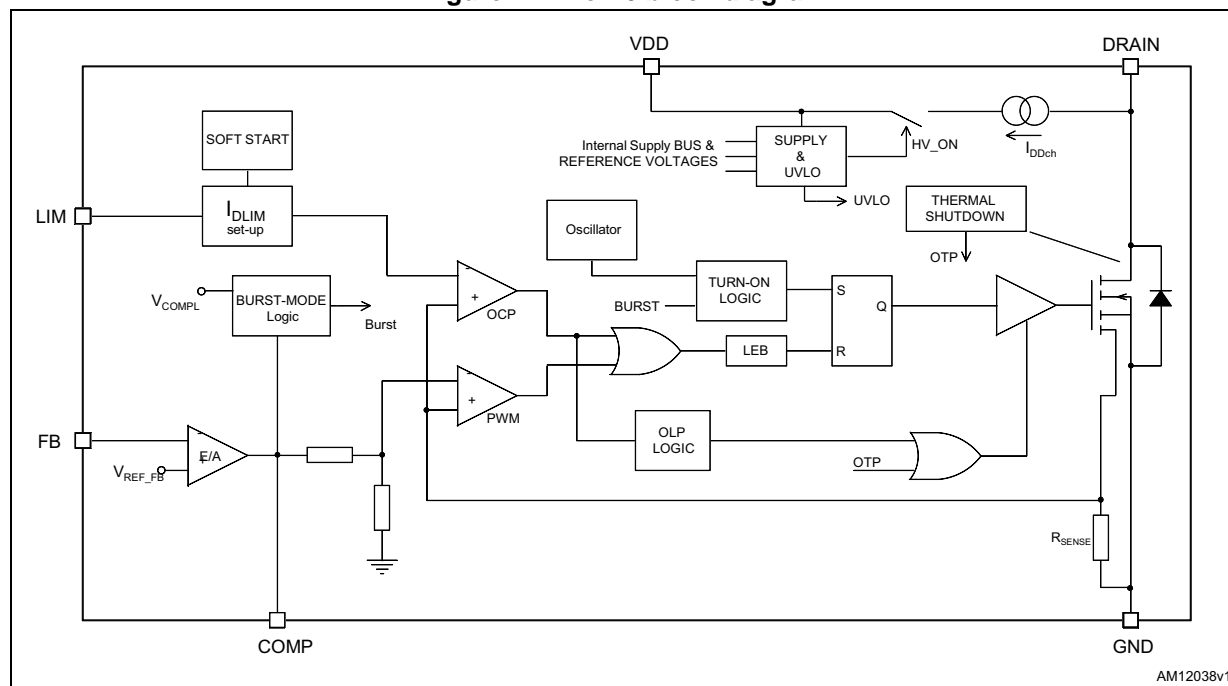 VDD
DRAIN
SOFT START
Internal Supply BUS &
REFERENCE VOLTAGES
SUPPLY
&
UVLO
HV_ON
I_DDch
UVLO
THERMAL
SHUTDOWN
OTP
LIM
I_DLIM
set-up
Oscillator
V_COMPL
BURST-MODE
Logic
Burst
-
+
OCP
TURN-ON
LOGIC
BURST
S
Q
R
LEB
-
+
PWM
FB
-
+
E/A
V_REF_FB
OLP
LOGIC
OTP
R_SENSE
COMP
GND
AM12038v1